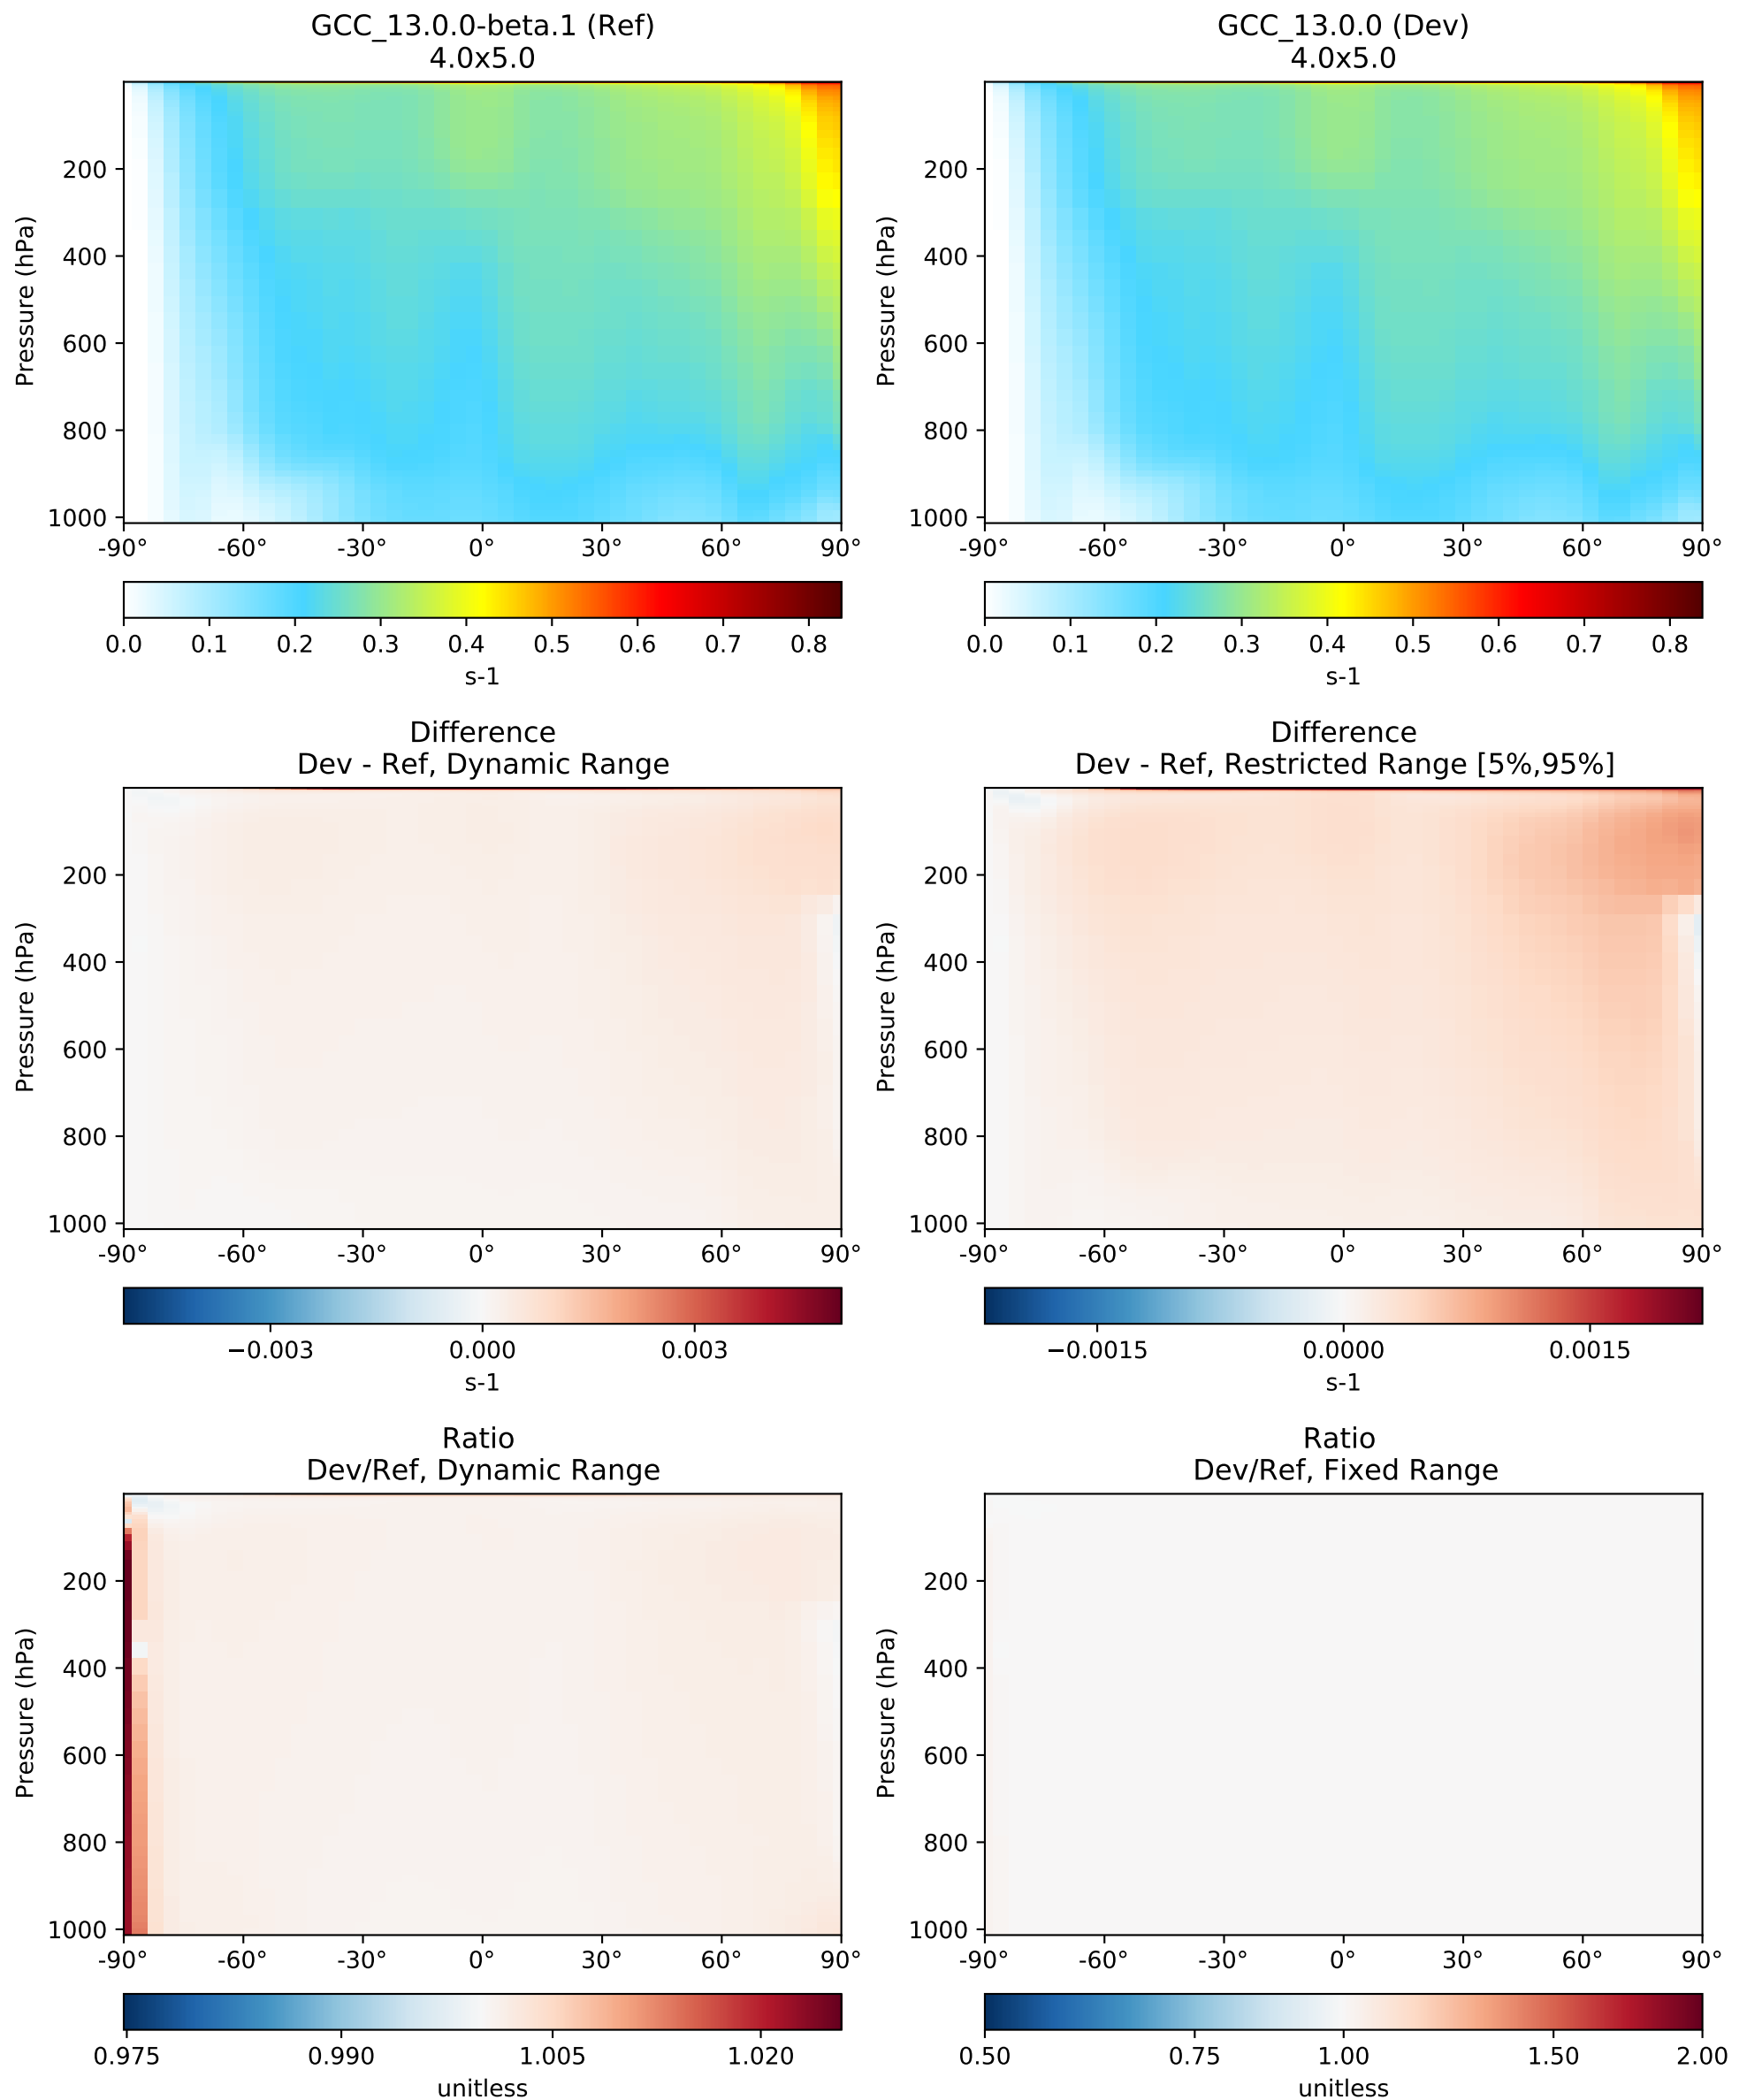 GCC_13.0.0-beta.1 (Ref)
4.0x5.0
Pressure (hPa)
200
400
600
800
1000
-90° -60° -30° 0° 30° 60° 90°
0.0 0.1 0.2 0.3 0.4 0.5 0.6 0.7 0.8
s-1
GCC_13.0.0 (Dev)
4.0x5.0
Pressure (hPa)
200
400
600
800
1000
-90° -60° -30° 0° 30° 60° 90°
0.0 0.1 0.2 0.3 0.4 0.5 0.6 0.7 0.8
s-1
Difference
Dev - Ref, Dynamic Range
Pressure (hPa)
200
400
600
800
1000
-90° -60° -30° 0° 30° 60° 90°
−0.003 0.000 0.003
s-1
Difference
Dev - Ref, Restricted Range [5%,95%]
Pressure (hPa)
200
400
600
800
1000
-90° -60° -30° 0° 30° 60° 90°
−0.0015 0.0000 0.0015
s-1
Ratio
Dev/Ref, Dynamic Range
Pressure (hPa)
200
400
600
800
1000
-90° -60° -30° 0° 30° 60° 90°
0.975 0.990 1.005 1.020
unitless
Ratio
Dev/Ref, Fixed Range
Pressure (hPa)
200
400
600
800
1000
-90° -60° -30° 0° 30° 60° 90°
0.50 0.75 1.00 1.50 2.00
unitless